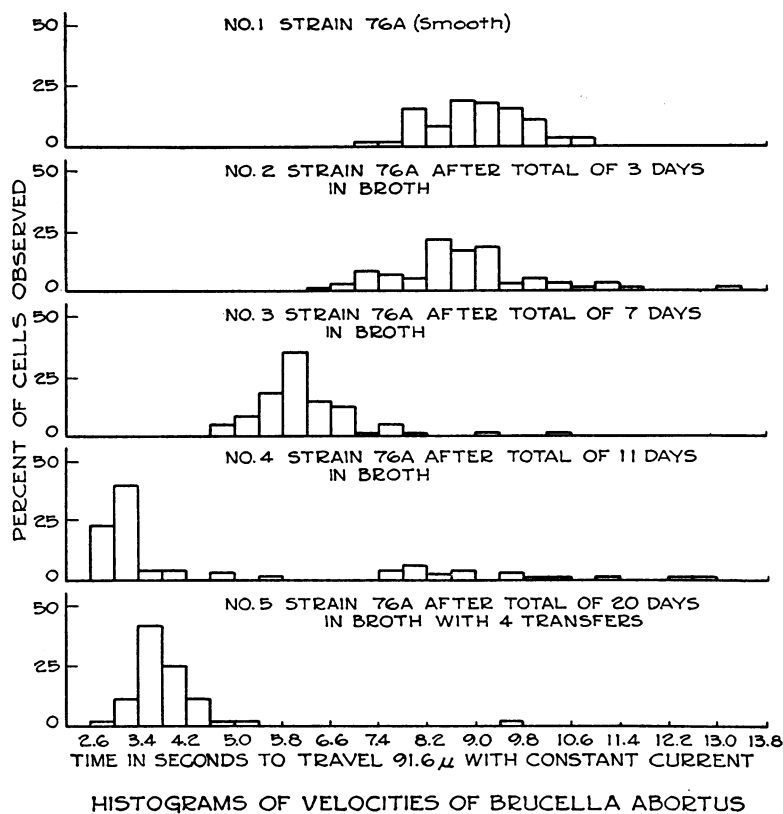 50
25
0
NO. 1 STRAIN 76A (Smooth)
50
25
0
NO. 2 STRAIN 76A AFTER TOTAL OF 3 DAYS
IN BROTH
50
25
0
NO. 3 STRAIN 76A AFTER TOTAL OF 7 DAYS
IN BROTH
50
25
0
NO. 4 STRAIN 76A AFTER TOTAL OF 11 DAYS
IN BROTH
50
25
0
NO. 5 STRAIN 76A AFTER TOTAL OF 20 DAYS
IN BROTH WITH 4 TRANSFERS
PERCENT OF CELLS OBSERVED
2.6 3.4 4.2 5.0 5.8 6.6 7.4 8.2 9.0 9.8 10.6 11.4 12.2 13.0 13.8
TIME IN SECONDS TO TRAVEL 91.6 μ WITH CONSTANT CURRENT
HISTOGRAMS OF VELOCITIES OF BRUCELLA ABORTUS